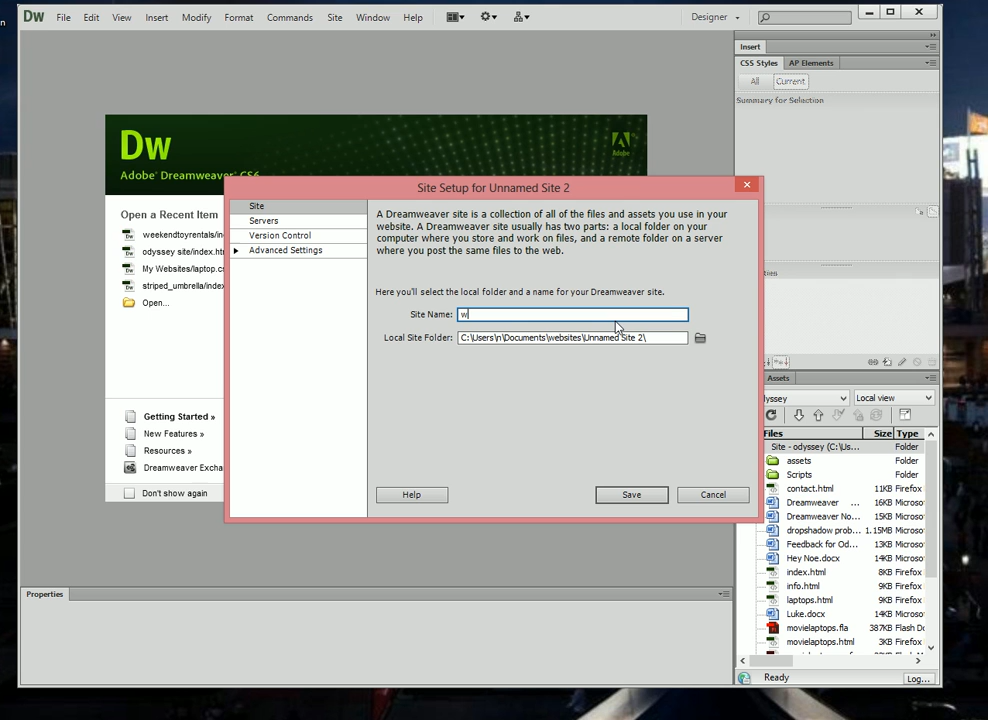 n
Dw File Edit View Insert Modify Format Commands Site Window Help Designer
Insert
CSS Styles AP Elements
All Current
Summary for Selection
Dw
Adobe® Dreamweaver® CS6
Adobe
Site Setup for Unnamed Site 2
Site
Servers
Version Control
Advanced Settings
A Dreamweaver site is a collection of all of the files and assets you use in your
website. A Dreamweaver site usually has two parts: a local folder on your
computer where you store and work on files, and a remote folder on a server
where you post the same files to the web.
Here you'll select the local folder and a name for your Dreamweaver site.
Site Name: w
Local Site Folder: C:\Users\n\Documents\websites\Unnamed Site 2\
Help Save Cancel
Open a Recent Item
weekendtoyrentals/in
odyssey site/index.ht
My Websites/laptop.c
striped_umbrella/inde
Open...
Getting Started »
New Features »
Resources »
Dreamweaver Excha
Don't show again
ties
Assets
yssey Local view
Files Size Type
Site - odyssey (C:\Us... Folder
assets Folder
Scripts Folder
contact.html 11KB Firefox
Dreamweaver ... 16KB Microso
Dreamweaver No... 15KB Microso
dropshadow prob... 1.15MB Microso
Feedback for Od... 13KB Microso
Hey Noe.docx 14KB Microso
index.html 8KB Firefox
info.html 9KB Firefox
laptops.html 9KB Firefox
Luke.docx 14KB Microso
movielaptops.fla 387KB Flash Do
movielaptops.html 3KB Firefox
Ready Log...
Properties